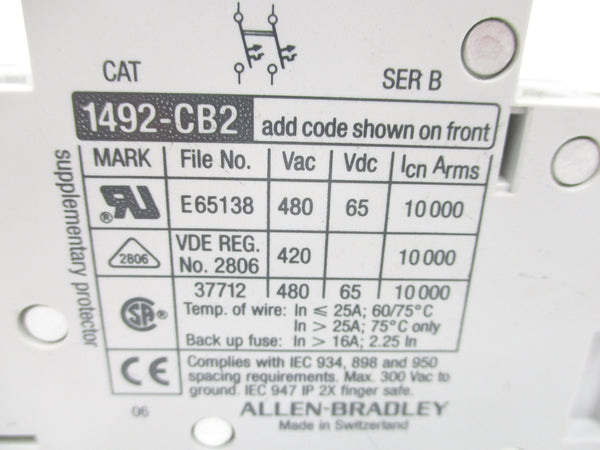 CAT SER B
1492-CB2 add code shown on front
MARK File No. Vac Vdc Icn Arms
RU ® E65138 480 65 10 000
2806 VDE REG. No. 2806 420 10 000
SA ® 37712 480 65 10 000
Temp. of wire: In ≤ 25A; 60/75°C
In > 25A; 75°C only
Back up fuse: In > 16A; 2.25 In
CE Complies with IEC 934, 898 and 950
spacing requirements. Max. 300 Vac to
ground. IEC 947 IP 2X finger safe.
06 ALLEN-BRADLEY
Made in Switzerland
supplementary protector